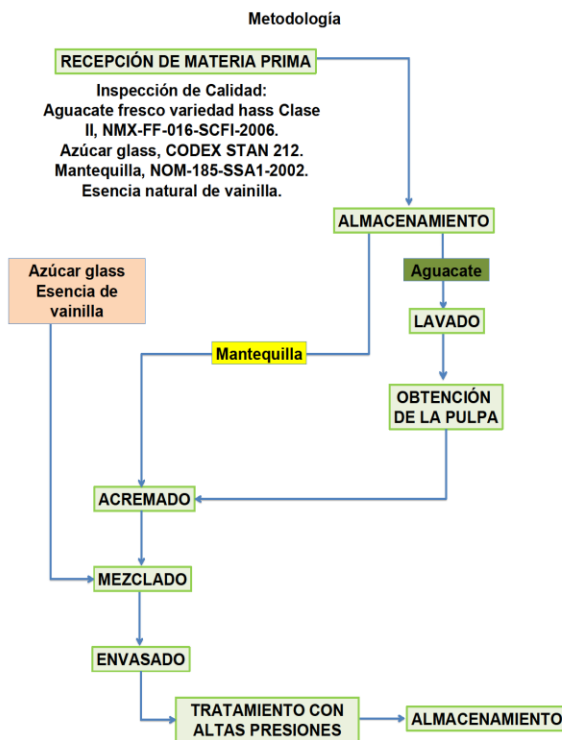 Metodología
RECEPCIÓN DE MATERIA PRIMA
Inspección de Calidad:
Aguacate fresco variedad hass Clase
II, NMX-FF-016-SCFI-2006.
Azúcar glass, CODEX STAN 212.
Mantequilla, NOM-185-SSA1-2002.
Esencia natural de vainilla.
ALMACENAMIENTO
Azúcar glass
Esencia de
vainilla
Aguacate
LAVADO
Mantequilla
OBTENCIÓN
DE LA PULPA
ACREMADO
MEZCLADO
ENVASADO
TRATAMIENTO CON
ALTAS PRESIONES
ALMACENAMIENTO